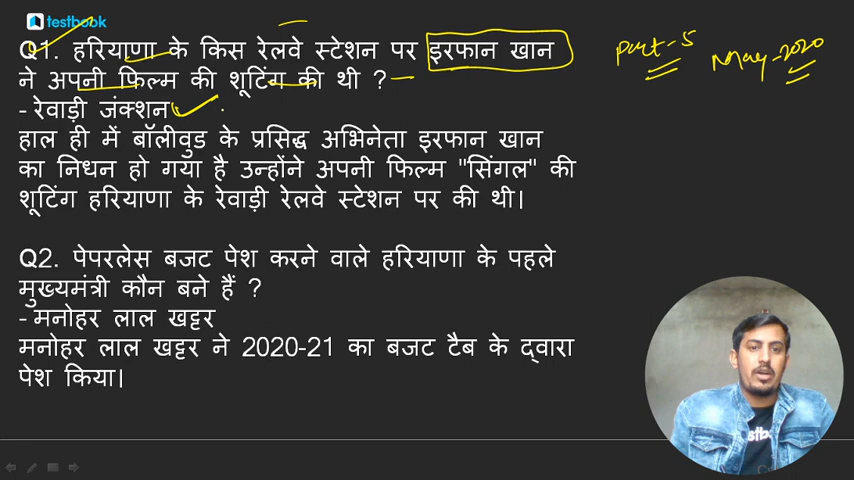 testbook
Q1. हरियाणा के किस रेलवे स्टेशन पर इरफान खान
ने अपनी फिल्म की शूटिंग की थी ?
- रेवाड़ी जंक्शन
हाल ही में बॉलीवुड के प्रसिद्ध अभिनेता इरफान खान
का निधन हो गया है उन्होंने अपनी फिल्म "सिंगल" की
शूटिंग हरियाणा के रेवाड़ी रेलवे स्टेशन पर की थी।
Part-5 May-2020
Q2. पेपरलेस बजट पेश करने वाले हरियाणा के पहले
मुख्यमंत्री कौन बने हैं ?
- मनोहर लाल खट्टर
मनोहर लाल खट्टर ने 2020-21 का बजट टैब के द्वारा
पेश किया।